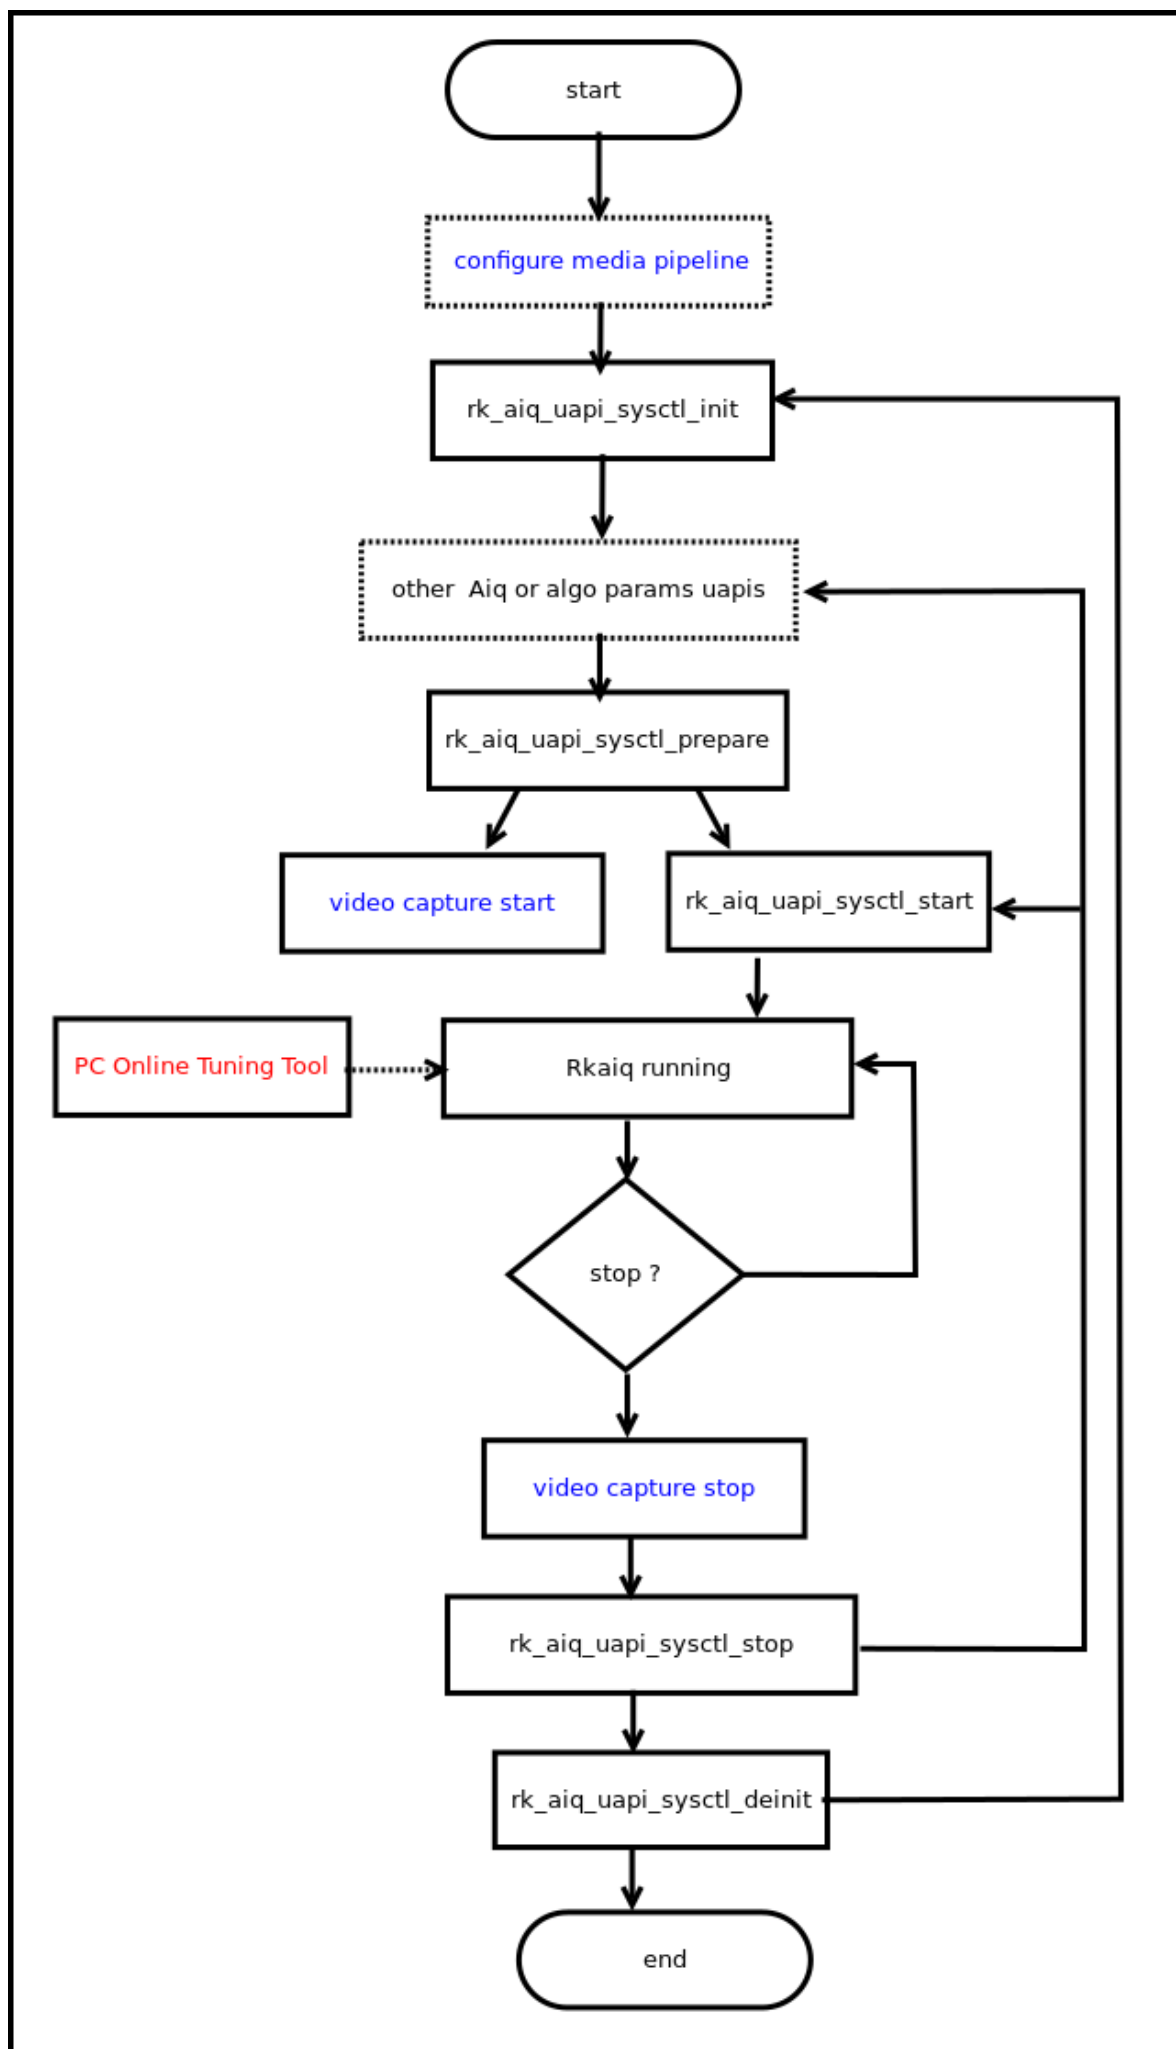 start
configure media pipeline
rk_aiq_uapi_sysctl_init
other  Aiq or algo params uapis
rk_aiq_uapi_sysctl_prepare
video capture start
rk_aiq_uapi_sysctl_start
PC Online Tuning Tool
Rkaiq running
stop ?
video capture stop
rk_aiq_uapi_sysctl_stop
rk_aiq_uapi_sysctl_deinit
end